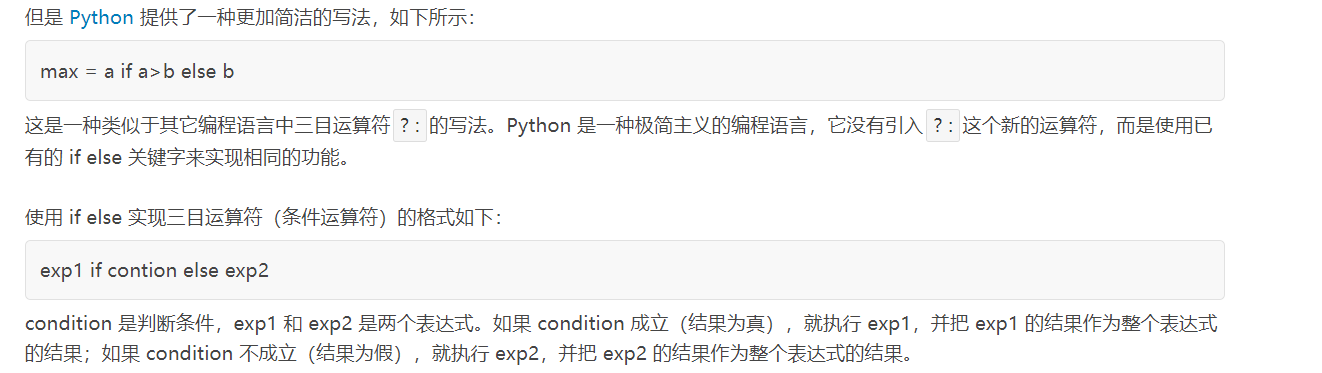 但是 Python 提供了一种更加简洁的写法，如下所示：
max = a if a>b else b
这是一种类似于其它编程语言中三目运算符? :的写法。Python 是一种极简主义的编程语言，它没有引入? :这个新的运算符，而是使用已
有的 if else 关键字来实现相同的功能。
使用 if else 实现三目运算符（条件运算符）的格式如下：
exp1 if contion else exp2
condition 是判断条件，exp1 和 exp2 是两个表达式。如果 condition 成立（结果为真），就执行 exp1，并把 exp1 的结果作为整个表达式
的结果；如果 condition 不成立（结果为假），就执行 exp2，并把 exp2 的结果作为整个表达式的结果。